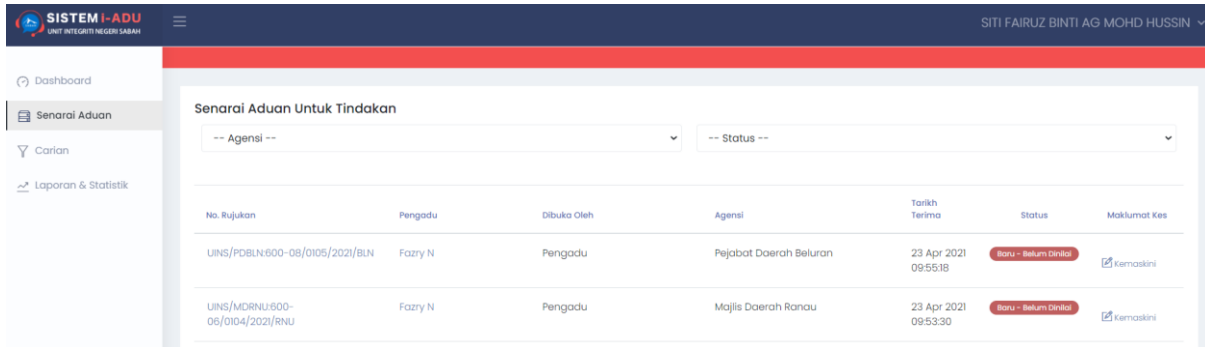 SISTEM i-ADU
UNIT INTEGRITI NEGERI SABAH
SITI FAIRUZ BINTI AG MOHD HUSSIN
Dashboard
Senarai Aduan
Carian
Laporan & Statistik
Senarai Aduan Untuk Tindakan
-- Agensi --
-- Status --
No. Rujukan
Pengadu
Dibuka Oleh
Agensi
Tarikh
Terima
Status
Maklumat Kes
UINS/PDBLN:600-08/0105/2021/BLN
Fazry N
Pengadu
Pejabat Daerah Beluran
23 Apr 2021
09:55:18
Baru - Belum Dinilai
Kemaskini
UINS/MDRNU:600-
06/0104/2021/RNU
Fazry N
Pengadu
Majlis Daerah Ranau
23 Apr 2021
09:53:30
Baru - Belum Dinilai
Kemaskini